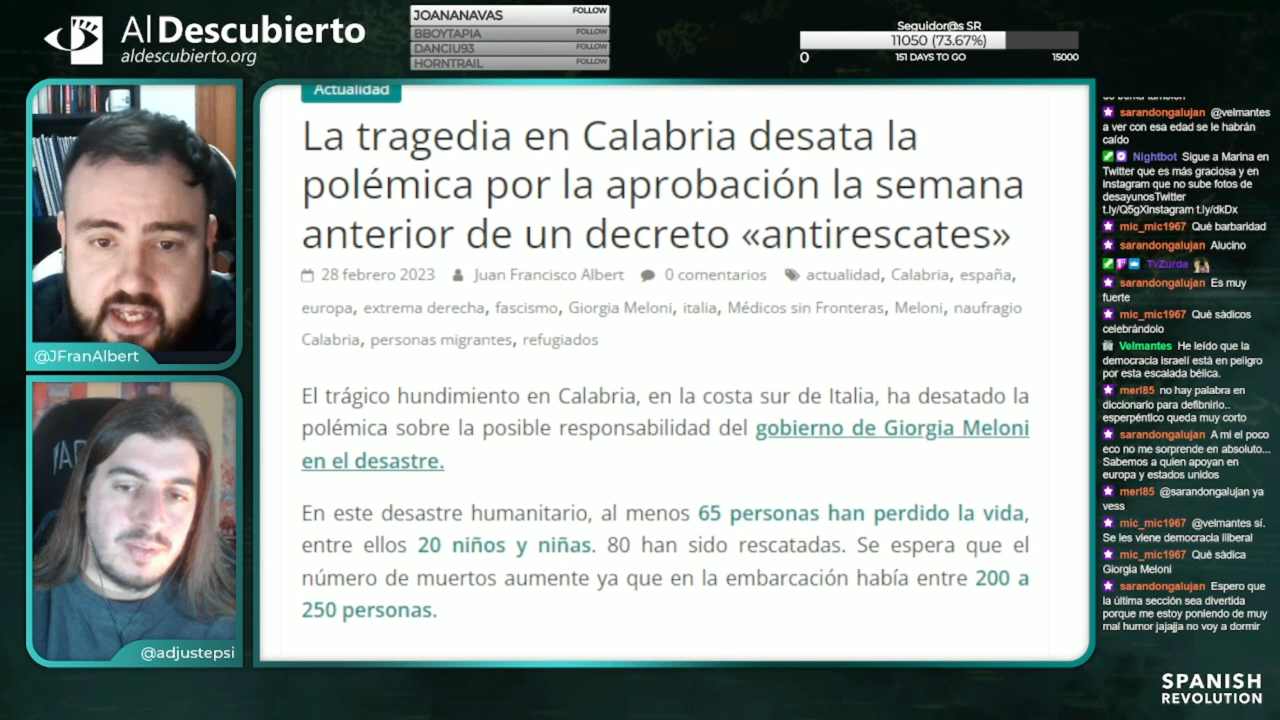 Al Descubierto
aldescubierto.org
JOANANAVAS FOLLOW
BBOYTAPIA FOLLOW
DANCIU93 FOLLOW
HORNTRAIL FOLLOW
Seguidor@s SR
11050 (73.67%)
0 151 DAYS TO GO 15000
@JFranAlbert
@adjustepsi
Actualidad
La tragedia en Calabria desata la
polémica por la aprobación la semana
anterior de un decreto «antirescates»
28 febrero 2023 Juan Francisco Albert 0 comentarios actualidad, Calabria, españa,
europa, extrema derecha, fascismo, Giorgia Meloni, italia, Médicos sin Fronteras, Meloni, naufragio
Calabria, personas migrantes, refugiados
El trágico hundimiento en Calabria, en la costa sur de Italia, ha desatado la
polémica sobre la posible responsabilidad del gobierno de Giorgia Meloni
en el desastre.
En este desastre humanitario, al menos 65 personas han perdido la vida,
entre ellos 20 niños y niñas. 80 han sido rescatadas. Se espera que el
número de muertos aumente ya que en la embarcación había entre 200 a
250 personas.
sarandongalujan @velmantes
a ver con esa edad se le habrán
caído
Nightbot Sigue a Marina en
Twitter que es más graciosa y en
Instagram que no sube fotos de
desayunosTwitter
t.ly/Q5gXinstagram t.ly/dkDx
mic_mic1967 Qué barbaridad
sarandongalujan Alucino
TvZurda
sarandongalujan Es muy
fuerte
mic_mic1967 Qué sádicos
celebrándolo
Velmantes He leído que la
democracia israelí está en peligro
por esta escalada bélica.
merl85 no hay palabra en
diccionario para defibnirlo..
esperpéntico queda muy corto
sarandongalujan A mi el poco
eco no me sorprende en absoluto...
Sabemos a quien apoyan en
europa y estados unidos
merl85 @sarandongalujan ya
vess
mic_mic1967 @velmantes sí.
Se les viene democracia iliberal
mic_mic1967 Qué sádica
Giorgia Meloni
sarandongalujan Espero que
la última sección sea divertida
porque me estoy poniendo de muy
mal humor jajajja no voy a dormir
SPANISH
REVOLUTION